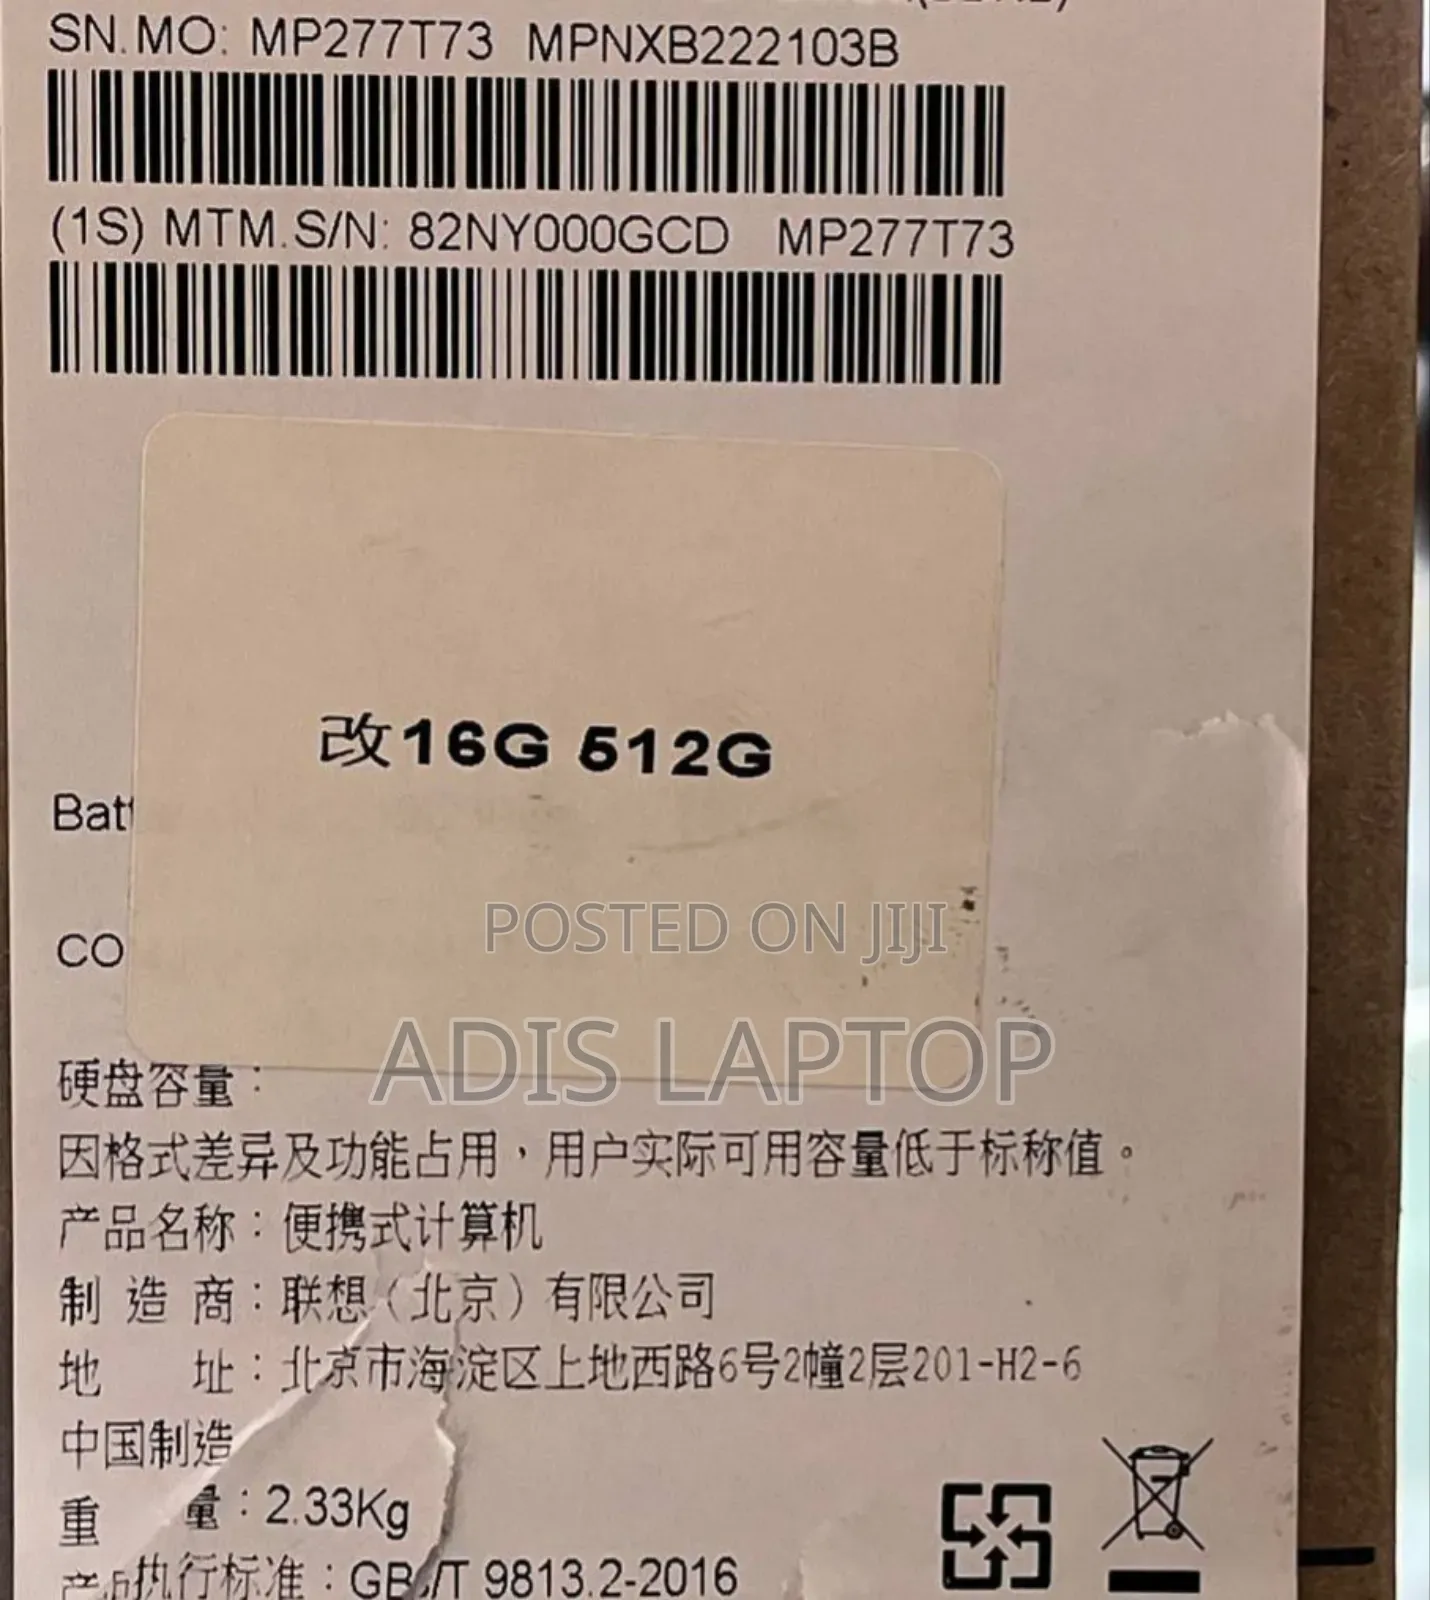 SN.MO: MP277T73 MPNXB222103B
(1S) MTM.S/N: 82NY000GCD MP277T73
改16G 512G
Batt
CO
POSTED ON JIJI
ADIS LAPTOP
硬盘容量：
因格式差异及功能占用，用户实际可用容量低于标称值。
产品名称：便携式计算机
制造商：联想（北京）有限公司
地址：北京市海淀区上地西路6号2幢2层201-H2-6
中国制造
重量：2.33Kg
执行标准：GB/T 9813.2-2016